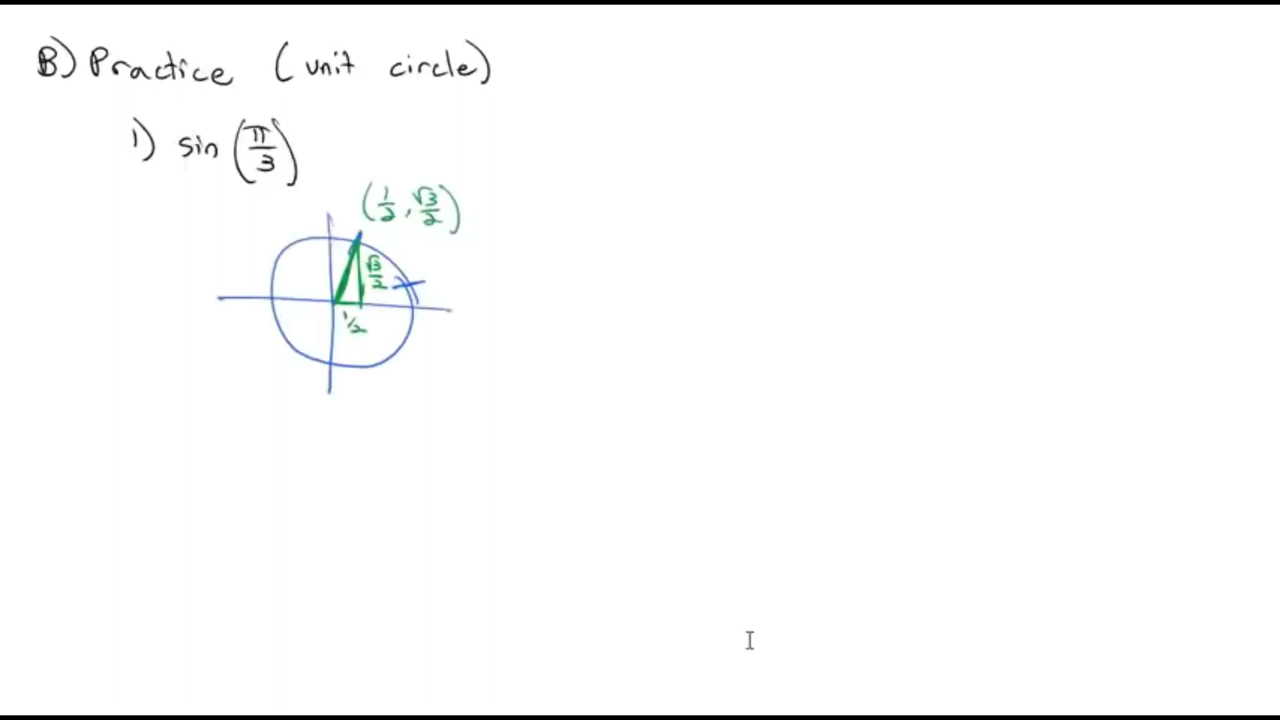 B) Practice (unit circle)
1) sin (π/3)
(1/2, √3/2)
√3/2
1/2